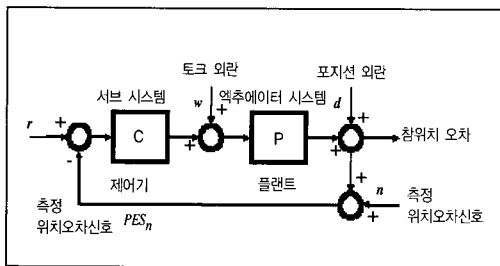 토크 외란
포지션 외란
서브 시스템
w
엑추에이터 시스템
d
r
+
+
+
C
+
P
+
-
제어기
플랜트
참위치 오차
+
n
+
측정
위치오차신호
PESn
측정
위치오차신호